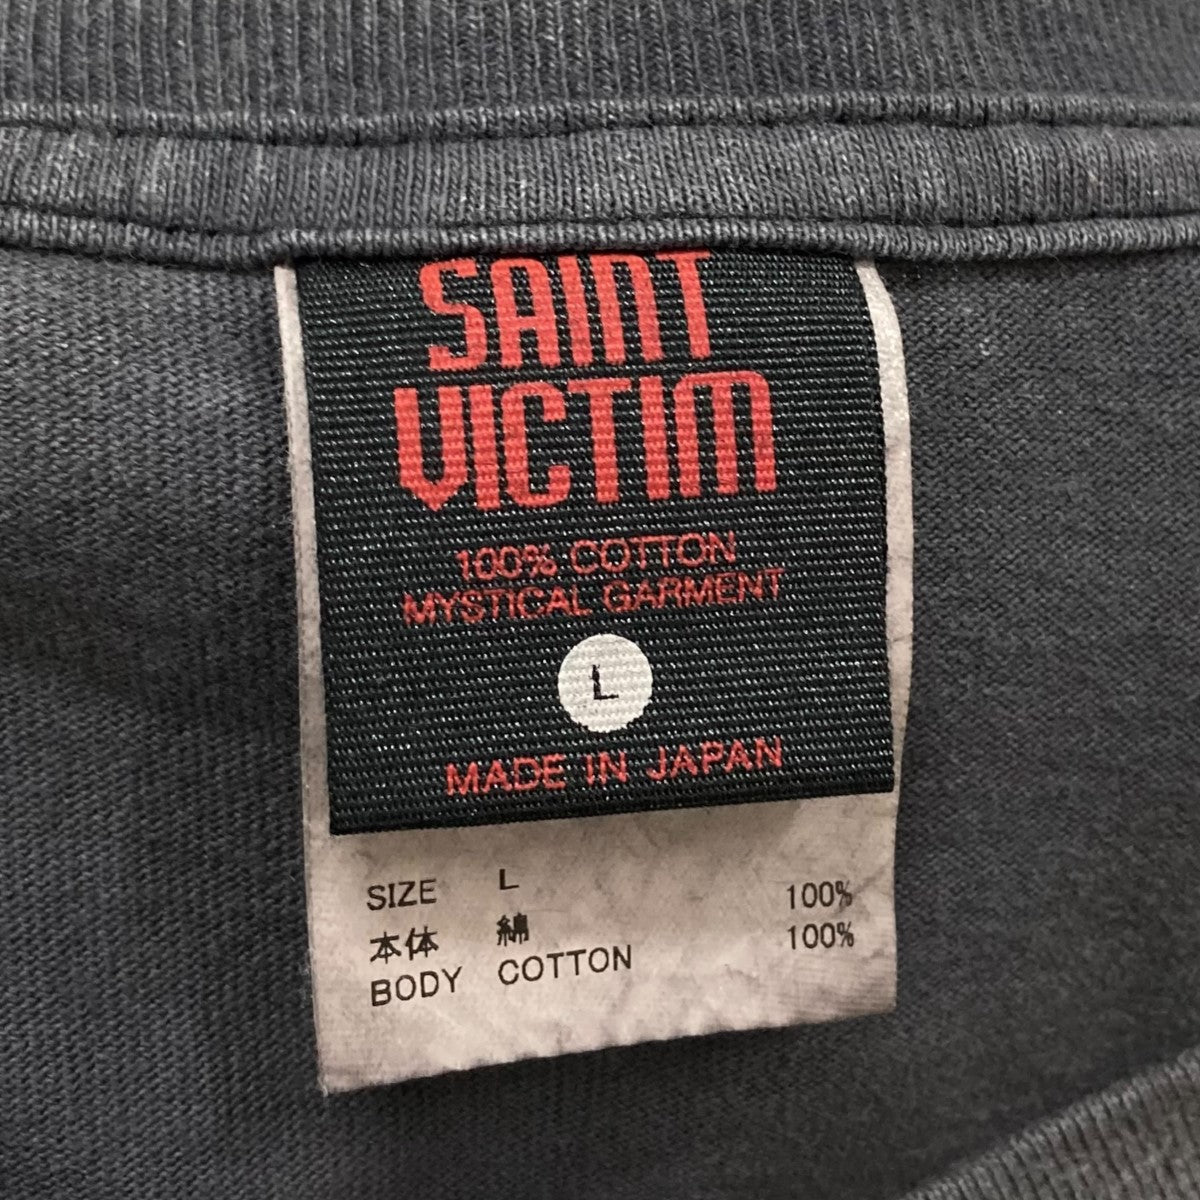 SAINT
VICTIM
100% COTTON
MYSTICAL GARMENT
L
MADE IN JAPAN
SIZE L
本体 綿 100%
BODY COTTON 100%